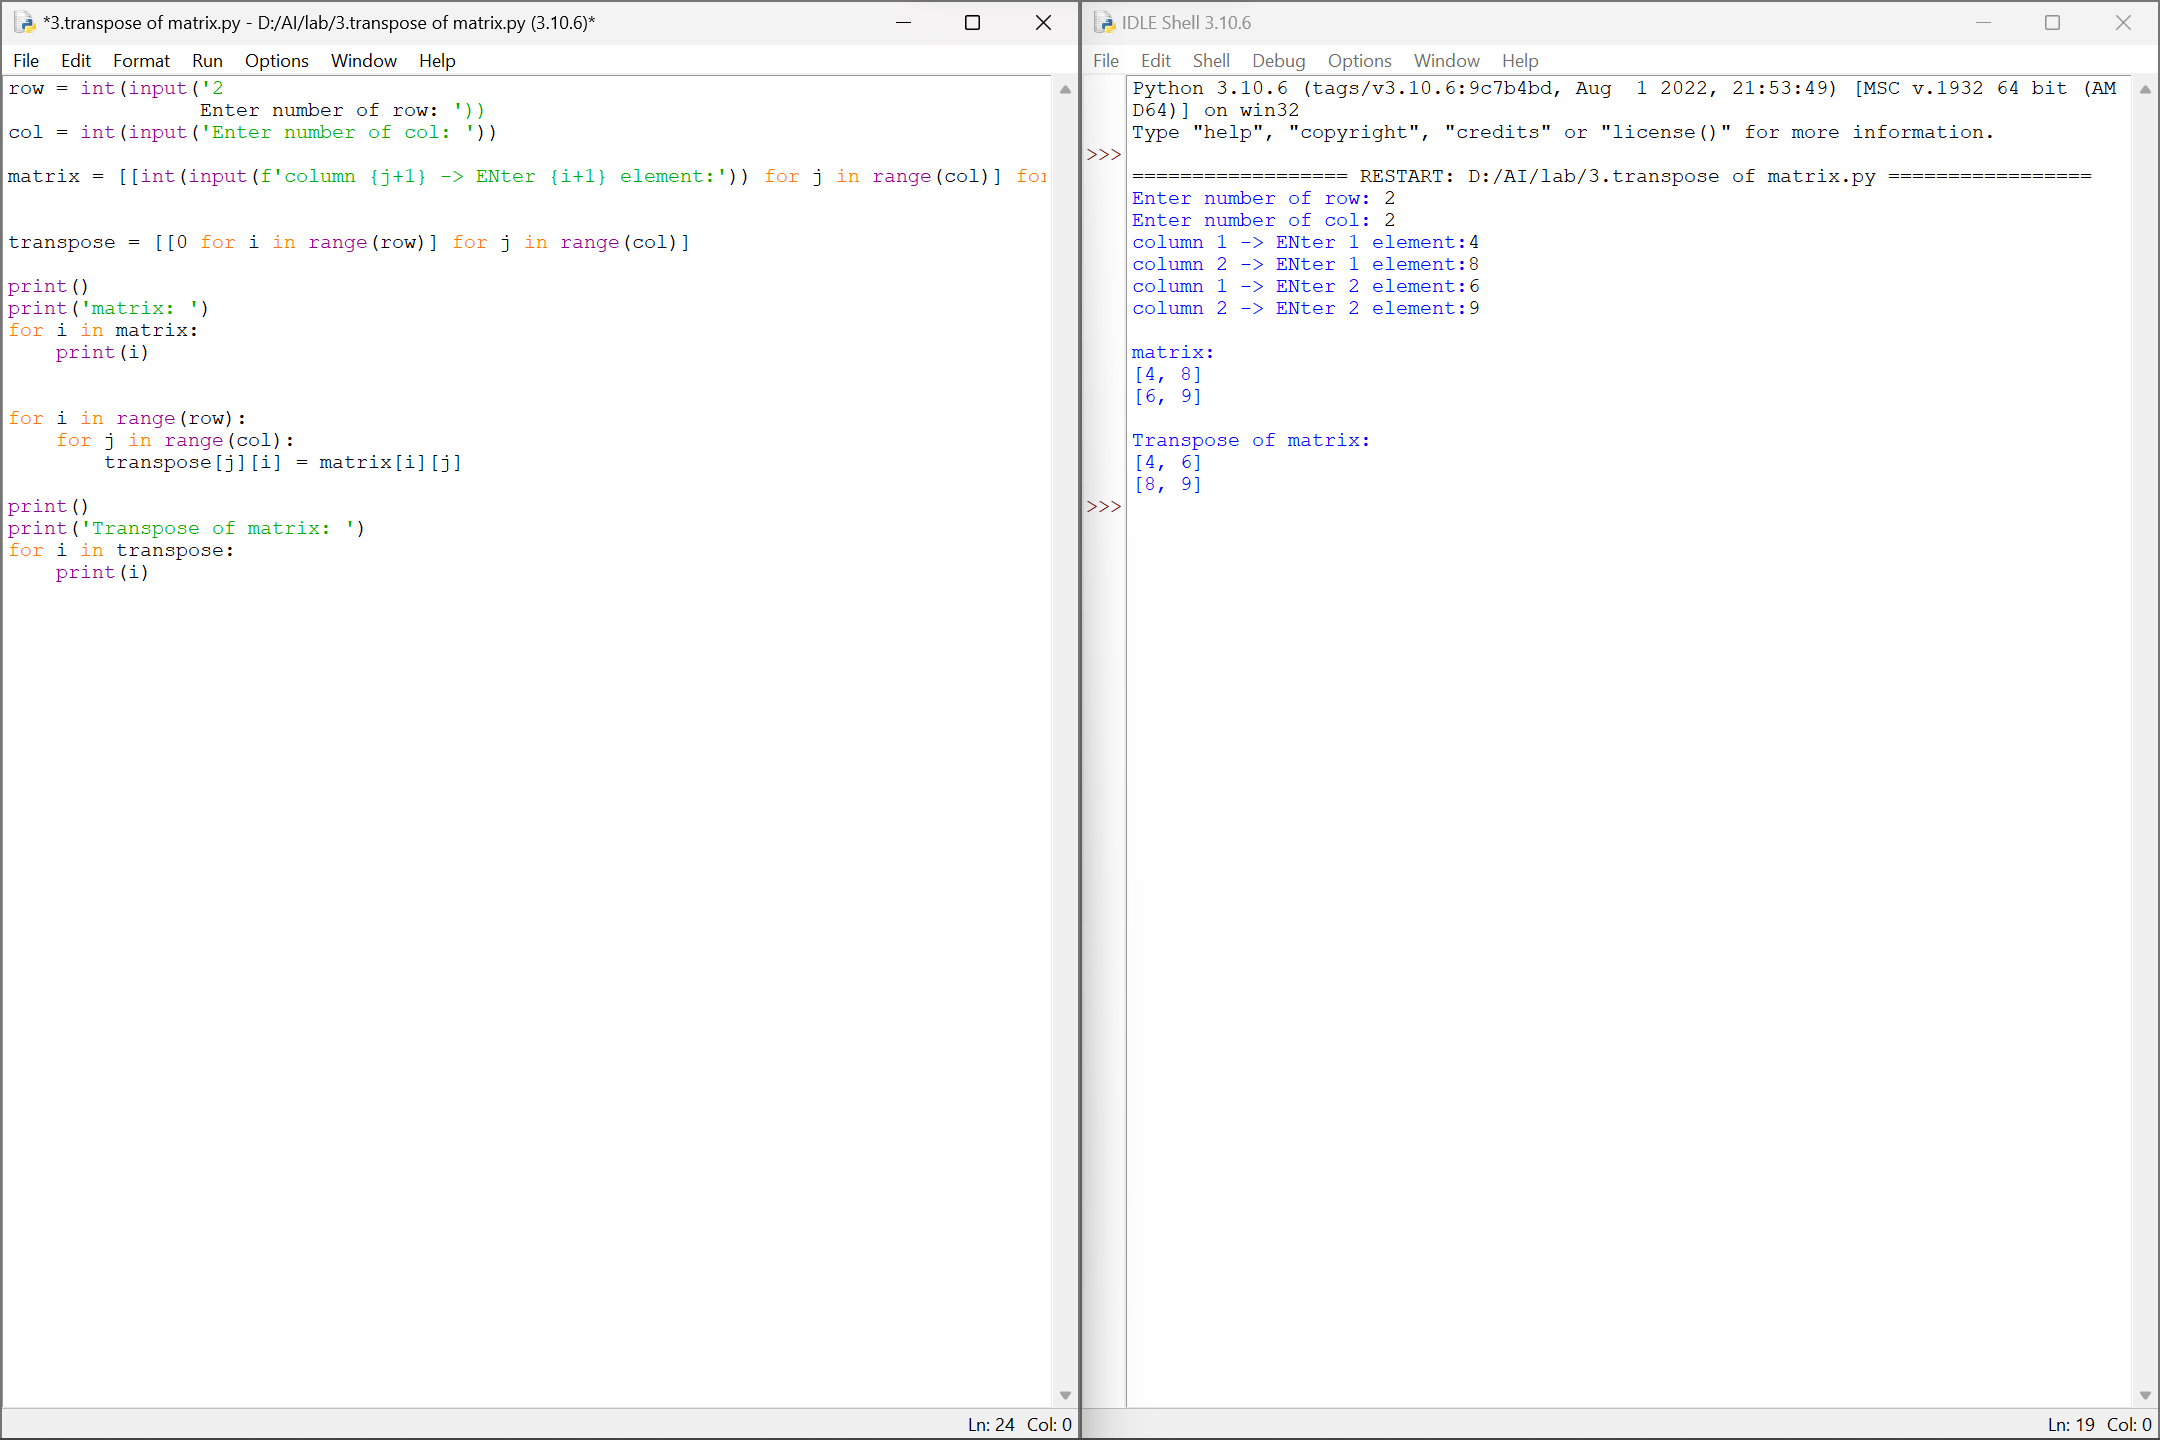 *3.transpose of matrix.py - D:/AI/lab/3.transpose of matrix.py (3.10.6)*
File Edit Format Run Options Window Help
row = int(input('2
                Enter number of row: '))
col = int(input('Enter number of col: '))
matrix = [[int(input(f'column {j+1} -> ENter {i+1} element:')) for j in range(col)] for
transpose = [[0 for i in range(row)] for j in range(col)]
print()
print('matrix: ')
for i in matrix:
    print(i)
for i in range(row):
    for j in range(col):
        transpose[j][i] = matrix[i][j]
print()
print('Transpose of matrix: ')
for i in transpose:
    print(i)
Ln: 24 Col: 0
IDLE Shell 3.10.6
File Edit Shell Debug Options Window Help
Python 3.10.6 (tags/v3.10.6:9c7b4bd, Aug  1 2022, 21:53:49) [MSC v.1932 64 bit (AM
D64)] on win32
Type "help", "copyright", "credits" or "license()" for more information.
>>>
================== RESTART: D:/AI/lab/3.transpose of matrix.py =================
Enter number of row: 2
Enter number of col: 2
column 1 -> ENter 1 element:4
column 2 -> ENter 1 element:8
column 1 -> ENter 2 element:6
column 2 -> ENter 2 element:9
matrix:
[4, 8]
[6, 9]
Transpose of matrix:
[4, 6]
[8, 9]
>>>
Ln: 19 Col: 0